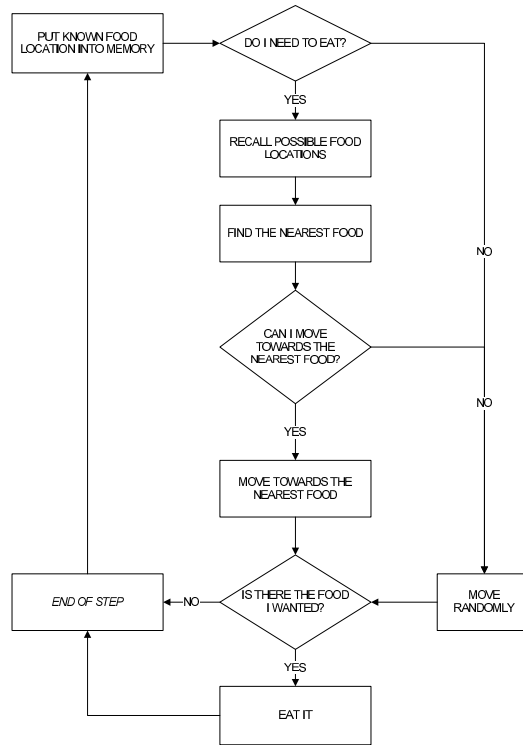 PUT KNOWN FOOD
LOCATION INTO MEMORY
DO I NEED TO EAT?
YES
RECALL POSSIBLE FOOD
LOCATIONS
FIND THE NEAREST FOOD
NO
CAN I MOVE
TOWARDS THE
NEAREST FOOD?
NO
YES
MOVE TOWARDS THE
NEAREST FOOD
END OF STEP
NO
IS THERE THE FOOD
I WANTED?
MOVE
RANDOMLY
YES
EAT IT